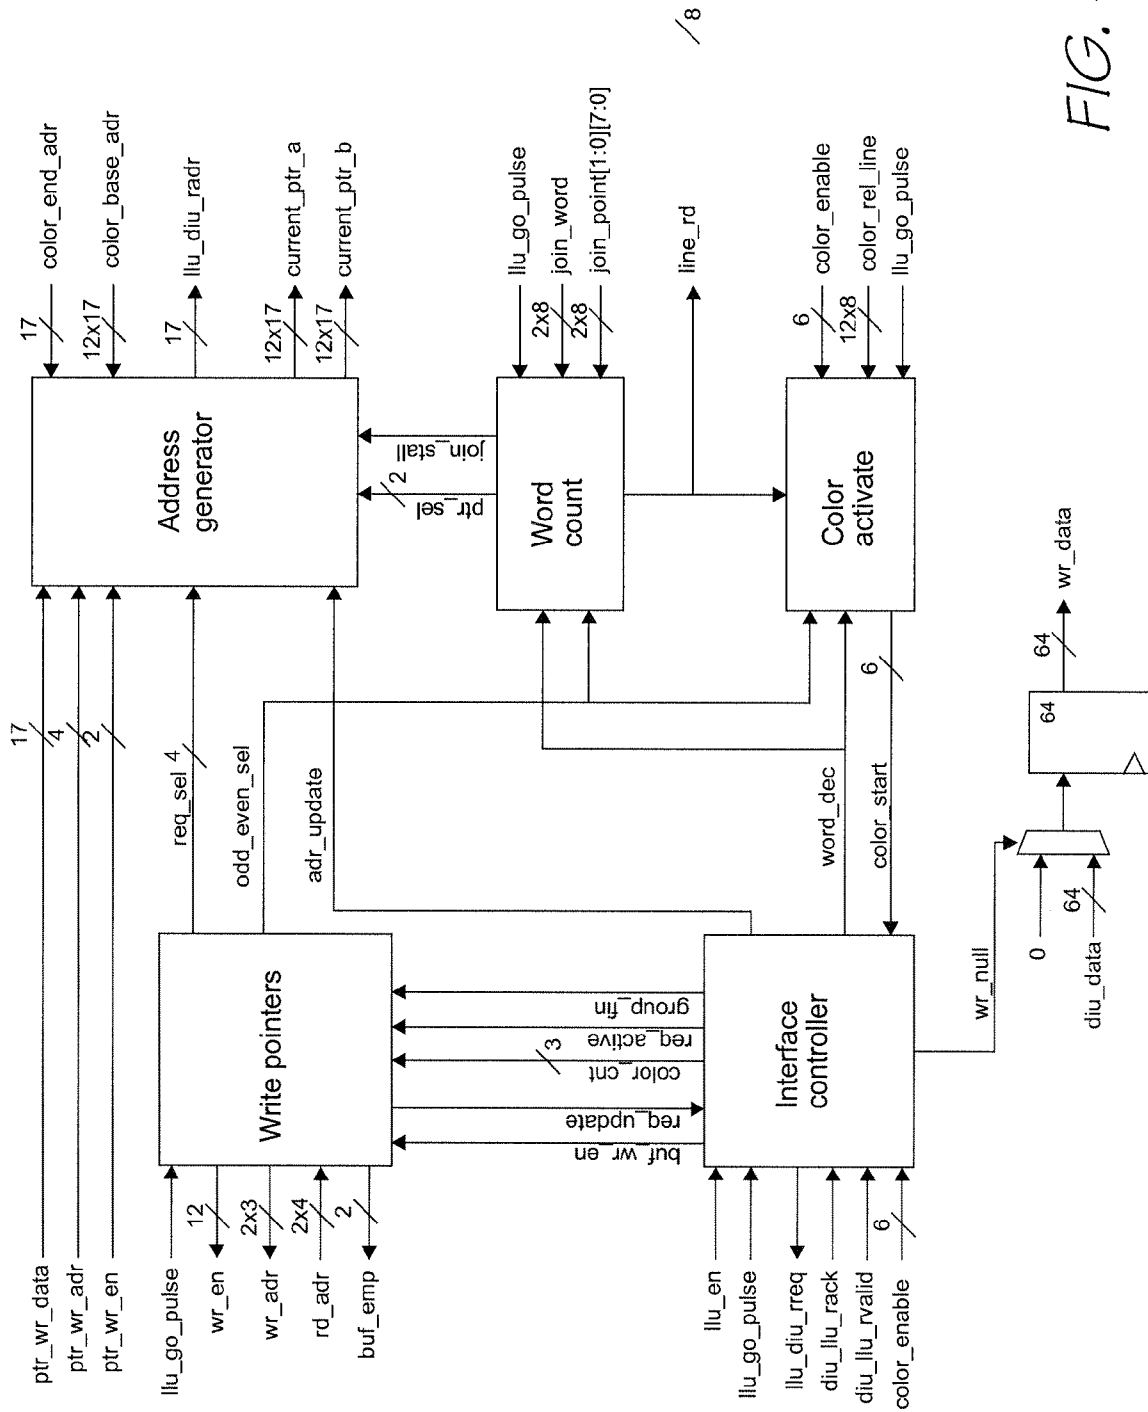 ptr_wr_data
17
ptr_wr_adr
4
ptr_wr_en
2
llu_go_pulse
wr_en
12
wr_adr
2x3
rd_adr
2x4
buf_emp
2
Write pointers
req_sel
4
odd_even_sel
adr_update
Address
generator
17
color_end_adr
12x17
color_base_adr
17
llu_diu_radr
12x17
current_ptr_a
12x17
current_ptr_b
join_stall
ptr_sel
2
buf_wr_en
req_update
color_cnt
3
req_active
group_fin
Word
count
llu_go_pulse
2x8
join_word
2x8
join_point[1:0][7:0]
line_rd
llu_en
llu_go_pulse
llu_diu_rreq
diu_llu_rack
diu_llu_rvalid
color_enable
6
Interface
controller
word_dec
color_start
6
Color
activate
6
color_enable
12x8
color_rel_line
llu_go_pulse
wr_null
0
diu_data
64
64
64
wr_data
8
FIG.